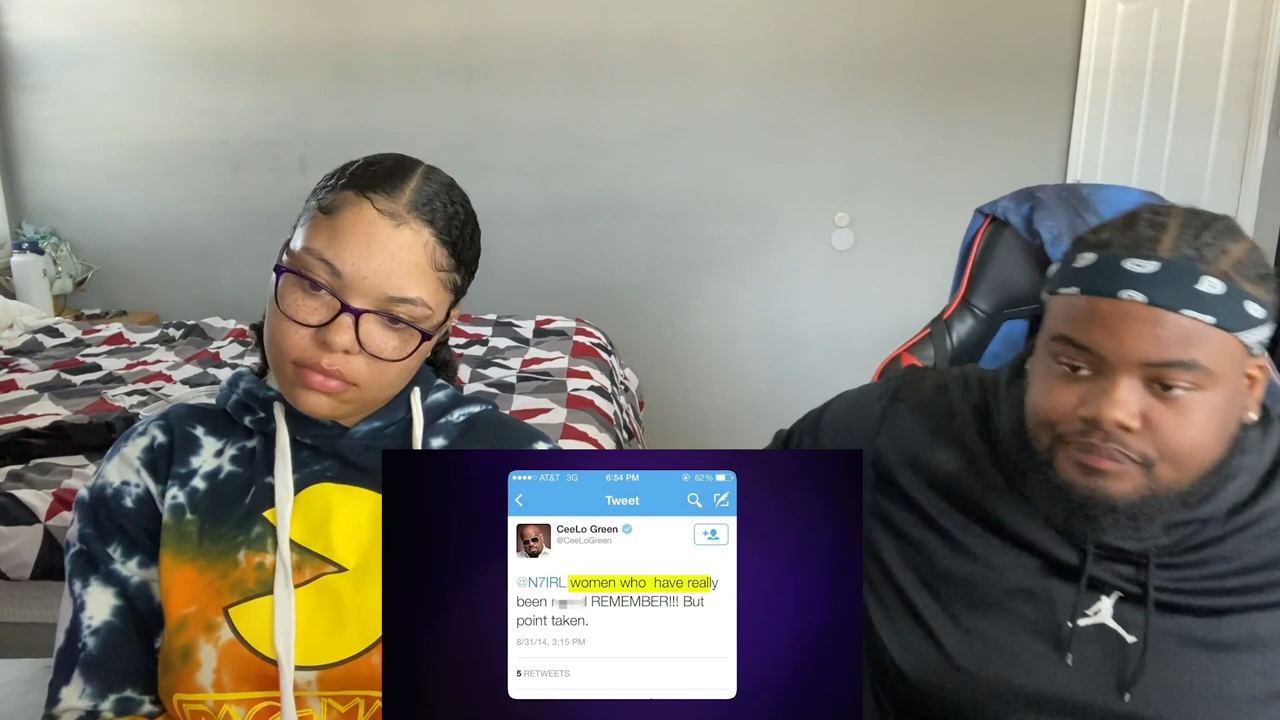 ●●●●○ AT&T 3G 6:54 PM 62%
Tweet
CeeLo Green
@CeeLoGreen
@N7IRL women who have really
been REMEMBER!!! But
point taken.
8/31/14, 3:15 PM
5 RETWEETS